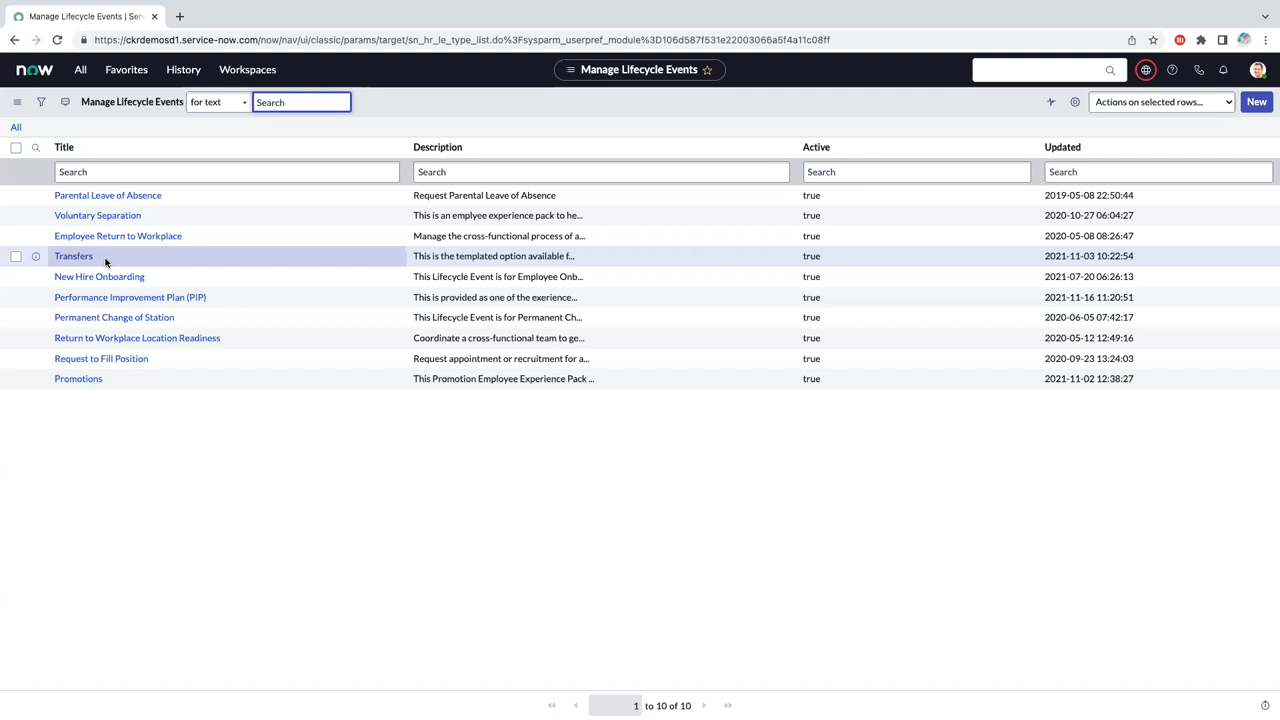 Manage Lifecycle Events | Serv
https://ckrdemosd1.service-now.com/now/nav/ui/classic/params/target/sn_hr_le_type_list.do%3Fsysparm_userpref_module%3D106d587f531e22003066a5f4a11c08ff
now All Favorites History Workspaces Manage Lifecycle Events
Manage Lifecycle Events for text Search Actions on selected rows... New
All
Title Description Active Updated
Search Search Search Search
Parental Leave of Absence Request Parental Leave of Absence true 2019-05-08 22:50:44
Voluntary Separation This is an emplyee experience pack to he... true 2020-10-27 06:04:27
Employee Return to Workplace Manage the cross-functional process of a... true 2020-05-08 08:26:47
Transfers This is the templated option available f... true 2021-11-03 10:22:54
New Hire Onboarding This Lifecycle Event is for Employee Onb... true 2021-07-20 06:26:13
Performance Improvement Plan (PIP) This is provided as one of the exerience... true 2021-11-16 11:20:51
Permanent Change of Station This Lifecycle Event is for Permanent Ch... true 2020-06-05 07:42:17
Return to Workplace Location Readiness Coordinate a cross-functional team to ge... true 2020-05-12 12:49:16
Request to Fill Position Request appointment or recruitment for a... true 2020-09-23 13:24:03
Promotions This Promotion Employee Experience Pack ... true 2021-11-02 12:38:27
1 to 10 of 10